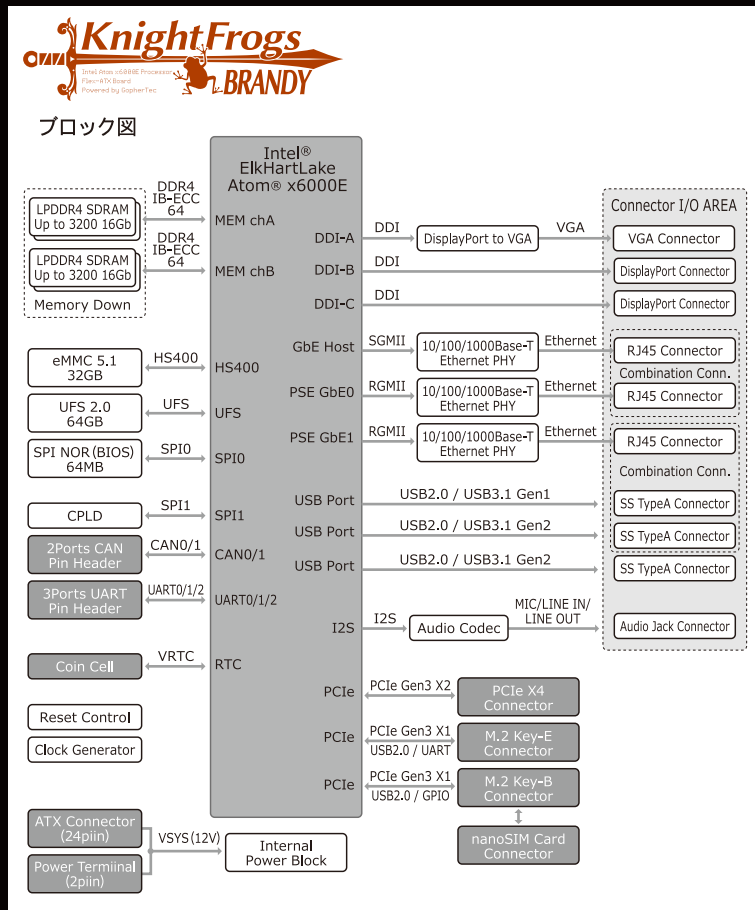 KnightFrogs
Intel Atom x6000E Processor
Flex-ATX Board
Powered by GopherTec
BRANDY
ブロック図
Intel®
ElkHartLake
Atom® x6000E
LPDDR4 SDRAM
Up to 3200 16Gb
DDR4
IB-ECC
64
MEM chA
LPDDR4 SDRAM
Up to 3200 16Gb
DDR4
IB-ECC
64
MEM chB
Memory Down
eMMC 5.1
32GB
HS400
HS400
UFS 2.0
64GB
UFS
UFS
SPI NOR(BIOS)
64MB
SPI0
SPI0
CPLD
SPI1
SPI1
2Ports CAN
Pin Header
CAN0/1
CAN0/1
3Ports UART
Pin Header
UART0/1/2
UART0/1/2
Coin Cell
VRTC
RTC
Reset Control
Clock Generator
ATX Connector
(24piin)
Power Termiinal
(2piin)
VSYS(12V)
Internal
Power Block
Connector I/O AREA
DDI-A
DDI
DisplayPort to VGA
VGA
VGA Connector
DDI-B
DDI
DisplayPort Connector
DDI-C
DDI
DisplayPort Connector
GbE Host
SGMII
10/100/1000Base-T
Ethernet PHY
Ethernet
RJ45 Connector
Combination Conn.
PSE GbE0
RGMII
10/100/1000Base-T
Ethernet PHY
Ethernet
RJ45 Connector
PSE GbE1
RGMII
10/100/1000Base-T
Ethernet PHY
Ethernet
RJ45 Connector
Combination Conn.
USB Port
USB2.0 / USB3.1 Gen1
SS TypeA Connector
USB Port
USB2.0 / USB3.1 Gen2
SS TypeA Connector
USB Port
USB2.0 / USB3.1 Gen2
SS TypeA Connector
I2S
I2S
Audio Codec
MIC/LINE IN/
LINE OUT
Audio Jack Connector
PCIe
PCIe Gen3 X2
PCIe X4
Connector
PCIe
PCIe Gen3 X1
USB2.0 / UART
M.2 Key-E
Connector
PCIe
PCIe Gen3 X1
USB2.0 / GPIO
M.2 Key-B
Connector
nanoSIM Card
Connector